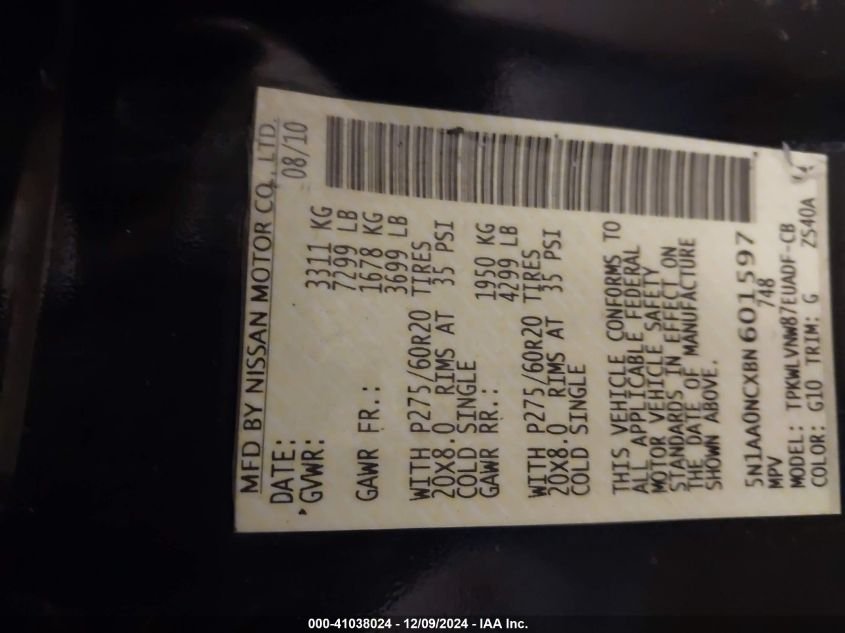 MFD BY NISSAN MOTOR CO., LTD.
DATE: 08/10
GVWR: 3311 KG
7299 LB
GAWR FR.: 1678 KG
3699 LB
WITH P275/60R20 TIRES
20X8.0 RIMS AT 35 PSI
COLD SINGLE
GAWR RR.: 1950 KG
4299 LB
WITH P275/60R20 TIRES
20X8.0 RIMS AT 35 PSI
COLD SINGLE
THIS VEHICLE CONFORMS TO
ALL APPLICABLE FEDERAL
MOTOR VEHICLE SAFETY
STANDARDS IN EFFECT ON
THE DATE OF MANUFACTURE
SHOWN ABOVE.
5N1AA0NCXBN601597
MPV 748
MODEL: TPKWLVNW87EUADF-CB
COLOR: G10 TRIM: G ZS40A
000-41038024 - 12/09/2024 - IAA Inc.